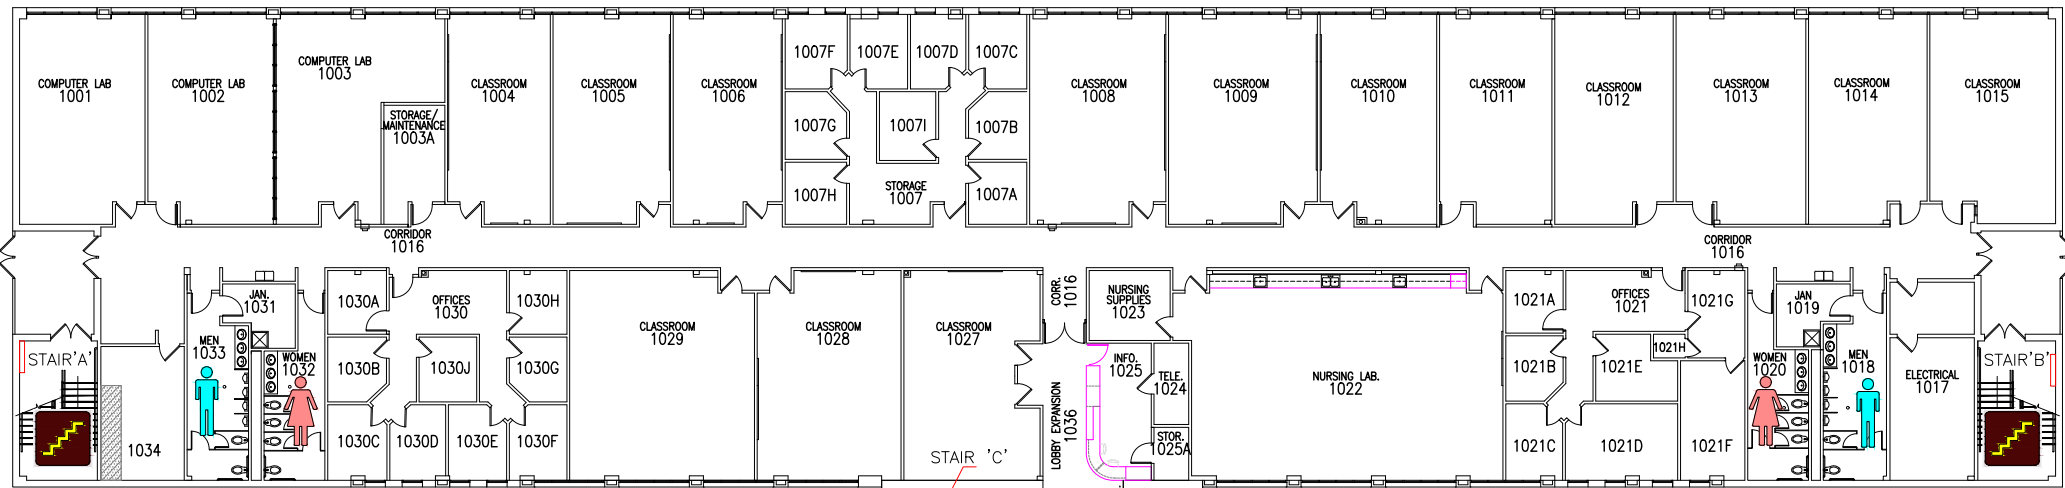 COMPUTER LAB
1001
COMPUTER LAB
1002
COMPUTER LAB
1003
STORAGE/
MAINTENANCE
1003A
CLASSROOM
1004
CLASSROOM
1005
CLASSROOM
1006
1007F
1007E
1007D
1007C
1007G
1007I
1007B
1007H
STORAGE
1007
1007A
CLASSROOM
1008
CLASSROOM
1009
CLASSROOM
1010
CLASSROOM
1011
CLASSROOM
1012
CLASSROOM
1013
CLASSROOM
1014
CLASSROOM
1015
CORRIDOR
1016
CORRIDOR
1016
STAIR'A'
1034
MEN
1033
JAN.
1031
WOMEN
1032
1030A
1030B
1030C
1030D
OFFICES
1030
1030J
1030E
1030H
1030G
1030F
CLASSROOM
1029
CLASSROOM
1028
CLASSROOM
1027
STAIR 'C'
CORR.
1016
LOBBY EXPANSION
1036
NURSING
SUPPLIES
1023
INFO.
1025
TELE.
1024
STOR.
1025A
NURSING LAB.
1022
1021A
1021B
1021C
OFFICES
1021
1021E
1021D
1021G
1021H
1021F
JAN
1019
WOMEN
1020
MEN
1018
ELECTRICAL
1017
STAIR'B'